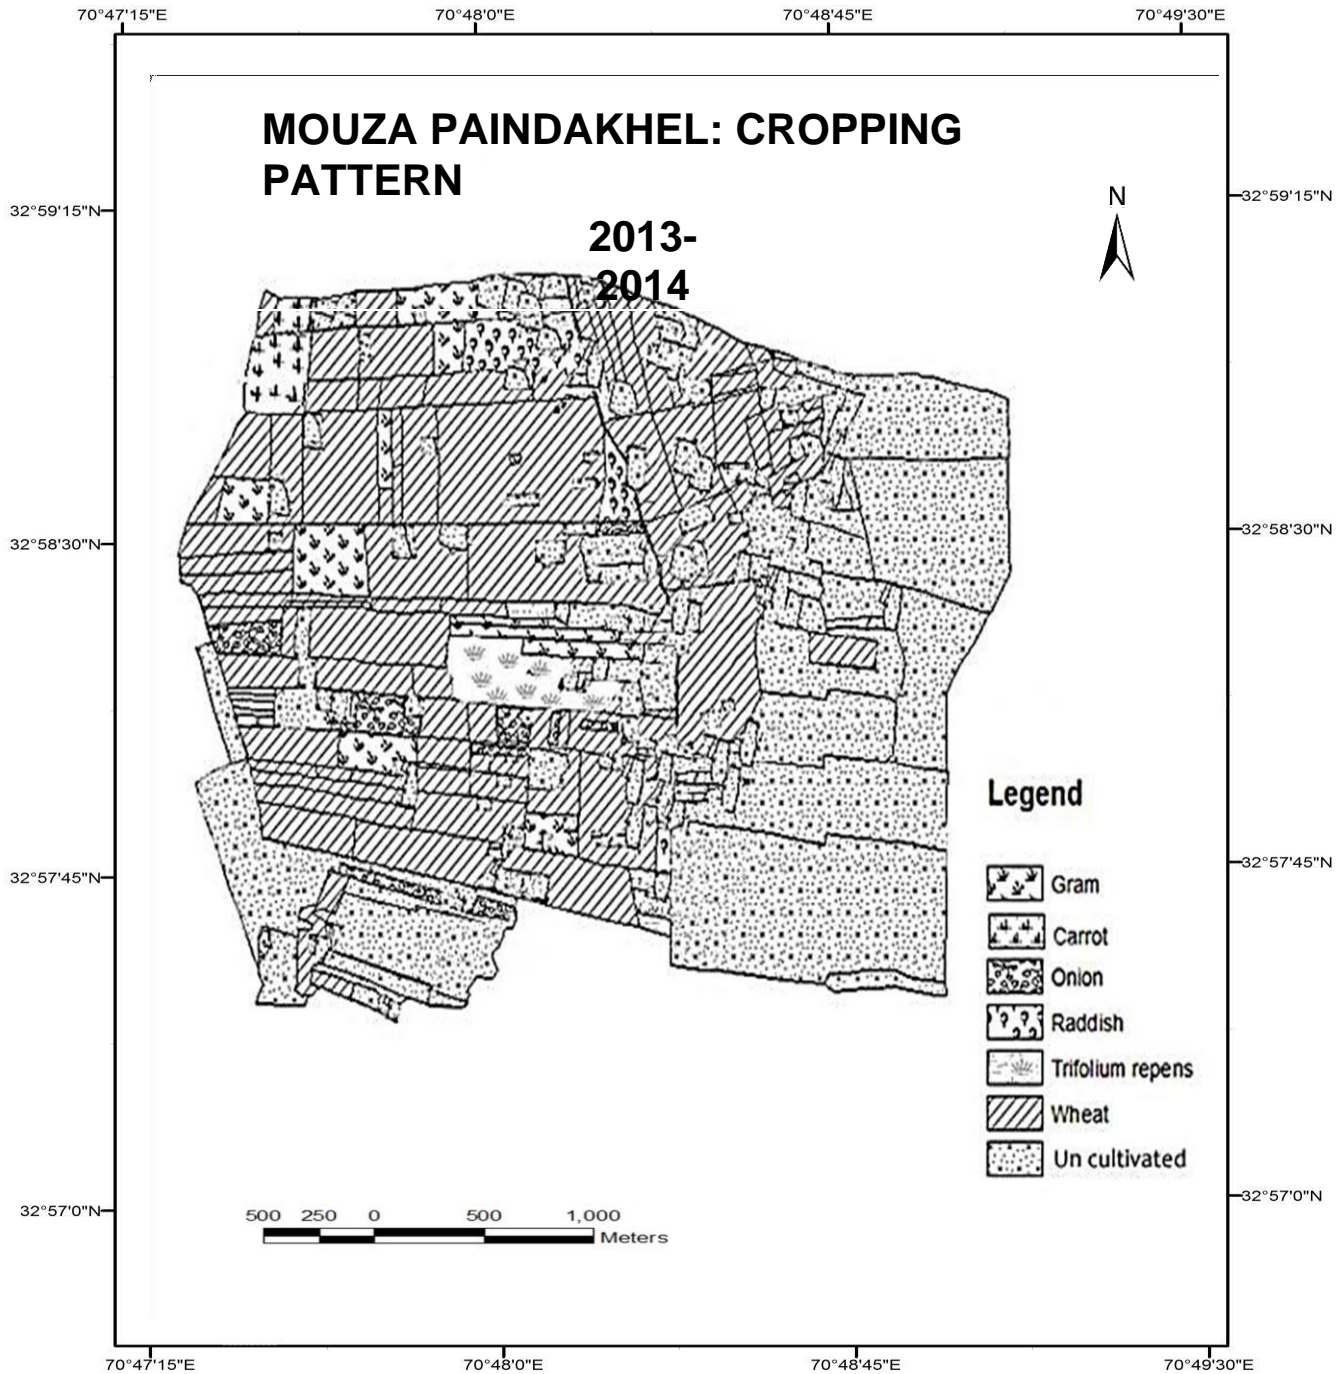 70°47'15"E 70°48'0"E 70°48'45"E 70°49'30"E
MOUZA PAINDAKHEL: CROPPING
PATTERN
2013-
2014
N
32°59'15"N 32°59'15"N
32°58'30"N 32°58'30"N
32°57'45"N 32°57'45"N
32°57'0"N 32°57'0"N
Legend
Gram
Carrot
Onion
Raddish
Trifolium repens
Wheat
Un cultivated
500 250 0 500 1,000
Meters
70°47'15"E 70°48'0"E 70°48'45"E 70°49'30"E